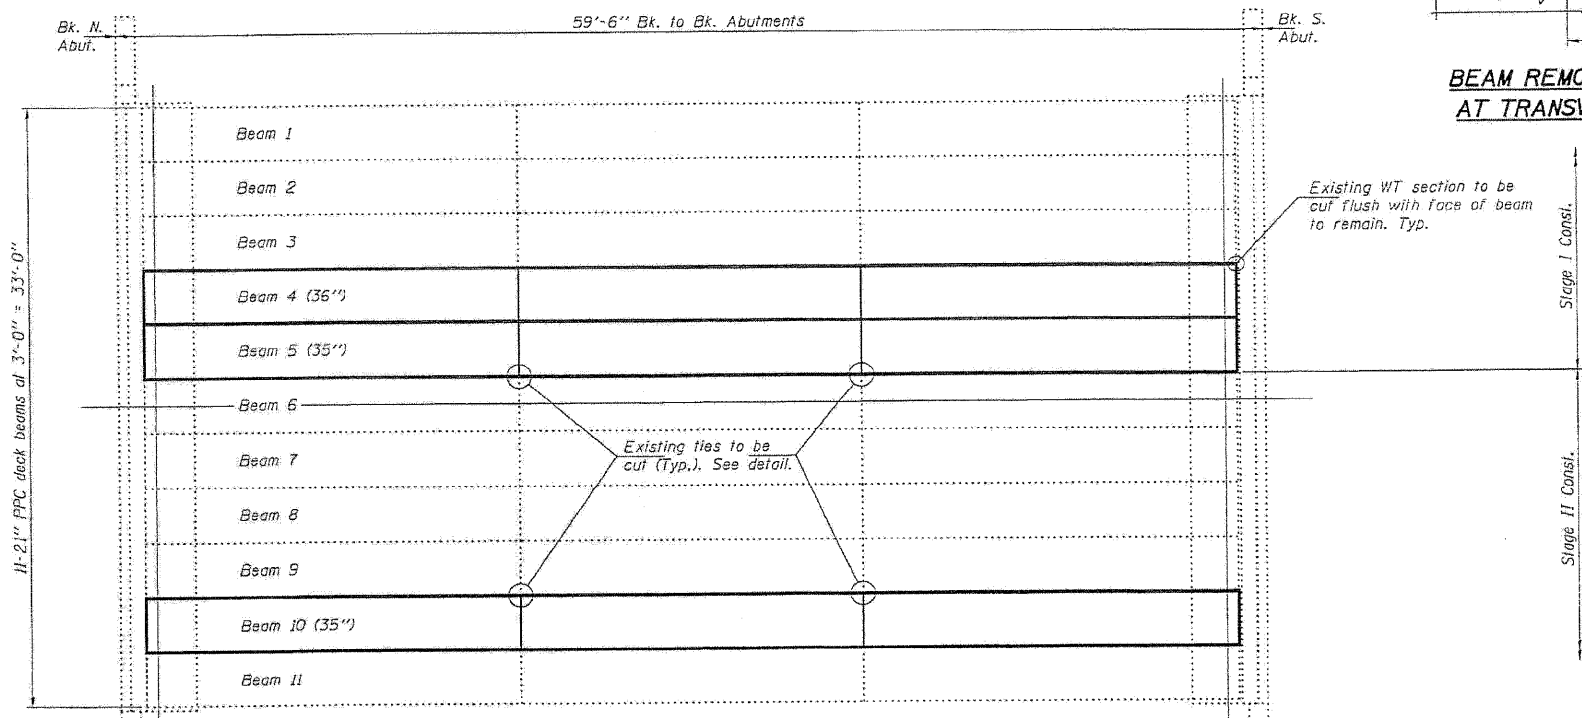 59'-6" Bk. to Bk. Abutments
Bk. N.
Abut.
Bk. S.
Abut.
BEAM
AT
Beam 1
Beam 2
Beam 3
Beam 4 (36")
Beam 5 (35")
Beam 6
Beam 7
Beam 8
Beam 9
Beam 10 (35")
Beam 11
11-21" PPC deck beams at 3'-0" = 33'-0"
Existing WT section to be
cut flush with face of beam
to remain. Typ.
Existing ties to be
cut (Typ.). See detail.
Stage I Const.
Stage II Const.